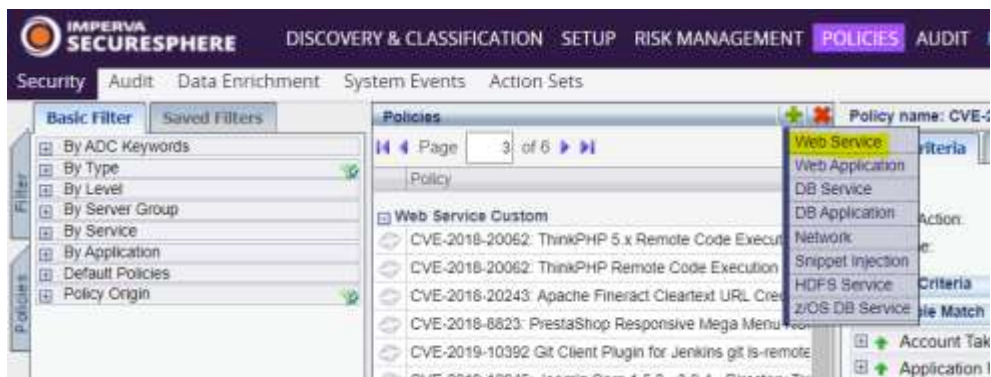 IMPERVA
SECURESPHERE
DISCOVERY & CLASSIFICATION SETUP RISK MANAGEMENT POLICIES AUDIT
Security Audit Data Enrichment System Events Action Sets
Basic Filter Saved Filters
Filter
Policies
By ADC Keywords
By Type
By Level
By Server Group
By Service
By Application
Default Policies
Policy Origin
Policies
Page 3 of 6
Policy
Web Service Custom
CVE-2018-20062: ThinkPHP 5.x Remote Code Execut
CVE-2018-20062: ThinkPHP Remote Code Execution
CVE-2018-20243: Apache Fineract Cleartext URL Cre
CVE-2018-8823: PrestaShop Responsive Mega Menu
CVE-2019-10392 Git Client Plugin for Jenkins git ls-remote
Web Service
Web Application
DB Service
DB Application
Network
Snippet Injection
HDFS Service
z/OS DB Service
Policy name: CVE-2
riteria
Action:
e:
Criteria
le Match
Account Tak
Application